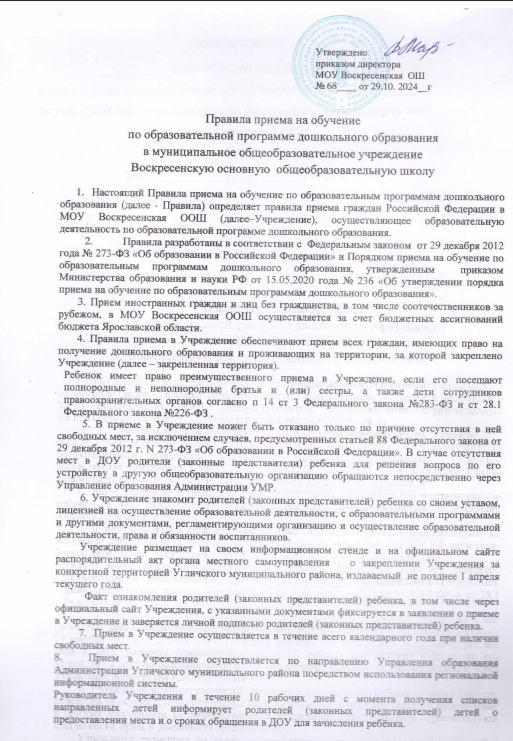 Утверждено
приказом директора
МОУ Воскресенская ОШ
№ 68____ от 29.10. 2024__г
Правила приема на обучение
по образовательной программе дошкольного образования
в муниципальное общеобразовательное учреждение
Воскресенскую основную общеобразовательную школу
1. Настоящий Правила приема на обучение по образовательным программам дошкольного
образования (далее - Правила) определяет правила приема граждан Российской Федерации в
МОУ Воскресенская ООШ (далее–Учреждение), осуществляющее образовательную
деятельность по образовательной программе дошкольного образования.
2. Правила разработаны в соответствии с Федеральным законом от 29 декабря 2012
года № 273-ФЗ «Об образовании в Российской Федерации» и Порядком приема на обучение по
образовательным программам дошкольного образования, утвержденным приказом
Министерства образования и науки РФ от 15.05.2020 года № 236 «Об утверждении порядка
приема на обучение по образовательным программам дошкольного образования».
3. Прием иностранных граждан и лиц без гражданства, в том числе соотечественников за
рубежом, в МОУ Воскресенская ООШ осуществляется за счет бюджетных ассигнований
бюджета Ярославской области.
4. Правила приема в Учреждение обеспечивают прием всех граждан, имеющих право на
получение дошкольного образования и проживающих на территории, за которой закреплено
Учреждение (далее – закрепленная территория).
Ребенок имеет право преимущественного приема в Учреждение, если его посещают
полнородные и неполнородные братья и (или) сестры, а также дети сотрудников
правоохранительных органов согласно п 14 ст 3 Федерального закона №283-ФЗ и ст 28.1
Федерального закона №226-ФЗ .
5. В приеме в Учреждение может быть отказано только по причине отсутствия в ней
свободных мест, за исключением случаев, предусмотренных статьей 88 Федерального закона от
29 декабря 2012 г. N 273-ФЗ «Об образовании в Российской Федерации». В случае отсутствия
мест в ДОУ родители (законные представители) ребенка для решения вопроса по его
устройству в другую общеобразовательную организацию обращаются непосредственно через
Управление образования Администрации УМР.
6. Учреждение знакомит родителей (законных представителей) ребенка со своим уставом,
лицензией на осуществление образовательной деятельности, с образовательными программами
и другими документами, регламентирующими организацию и осуществление образовательной
деятельности, права и обязанности воспитанников.
Учреждение размещает на своем информационном стенде и на официальном сайте
распорядительный акт органа местного самоуправления о закреплении Учреждения за
конкретной территорией Угличского муниципального района, издаваемый не позднее 1 апреля
текущего года.
Факт ознакомления родителей (законных представителей) ребенка, в том числе через
официальный сайт Учреждения, с указанными документами фиксируется в заявлении о приеме
в Учреждение и заверяется личной подписью родителей (законных представителей) ребенка.
7. Прием в Учреждение осуществляется в течение всего календарного года при наличии
свободных мест.
8. Прием в Учреждение осуществляется по направлению Управления образования
Администрации Угличского муниципального района посредством использования региональной
информационной системы.
Руководитель Учреждения в течение 10 рабочих дней с момента получения списков
направленных детей информирует родителей (законных представителей) детей о
предоставлении места и о сроках обращения в ДОУ для зачисления ребёнка.